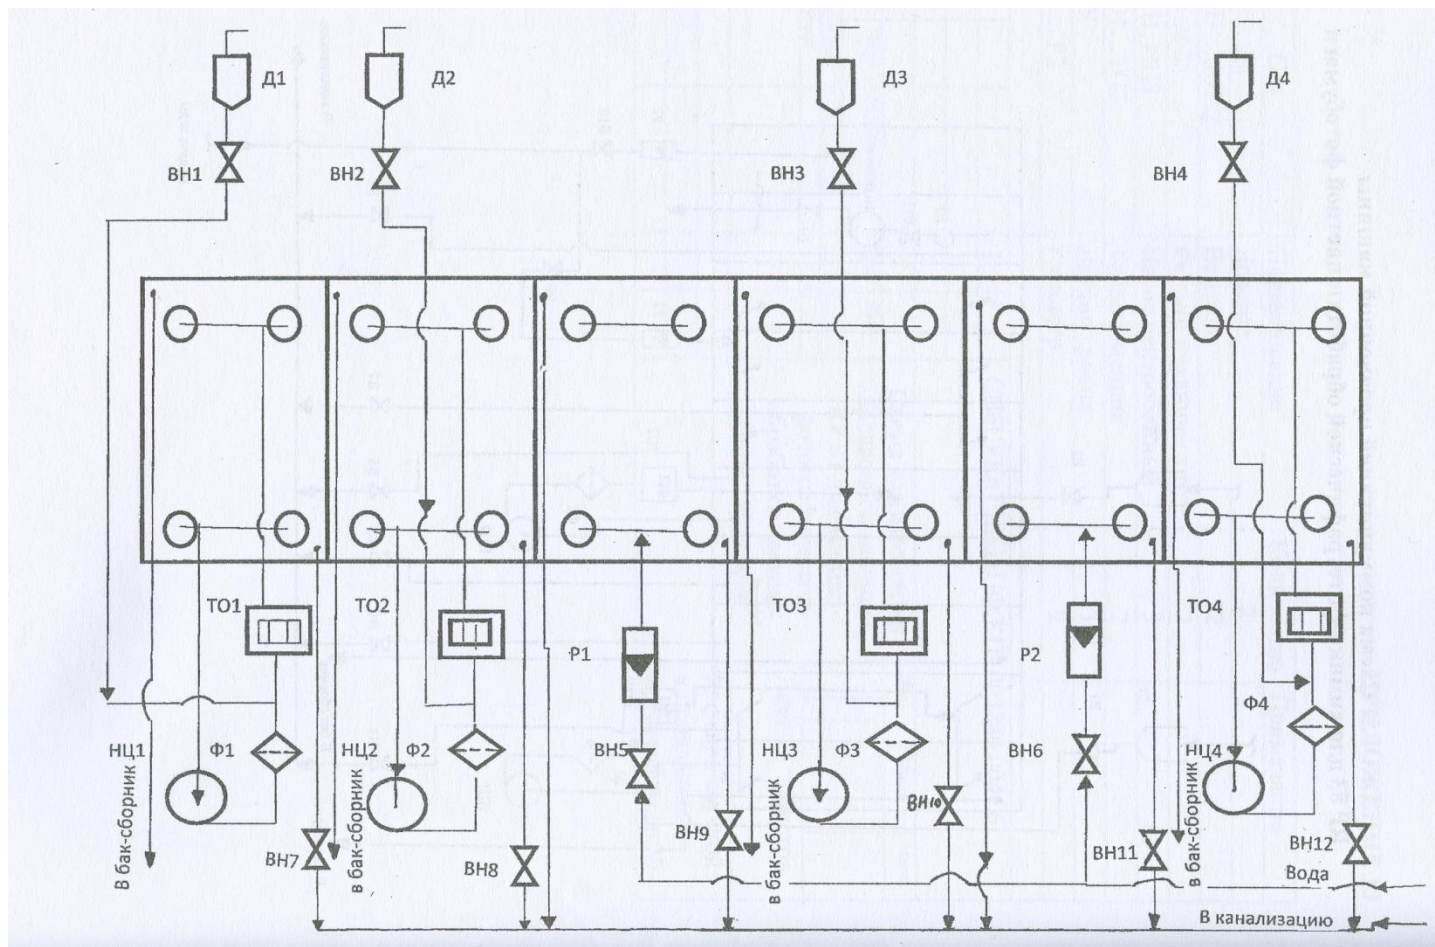 Д1
Д2
Д3
Д4
ВН1
ВН2
ВН3
ВН4
ТО1
ТО2
ТО3
ТО4
Р1
Р2
Ф4
НЦ1
Ф1
НЦ2
Ф2
ВН5
НЦ3
Ф3
ВН6
НЦ4
ВН10
В бак-сборник
ВН7
в бак-сборник
ВН8
ВН9
в бак-сборник
ВН11
в бак-сборник
ВН12
Вода
В канализацию